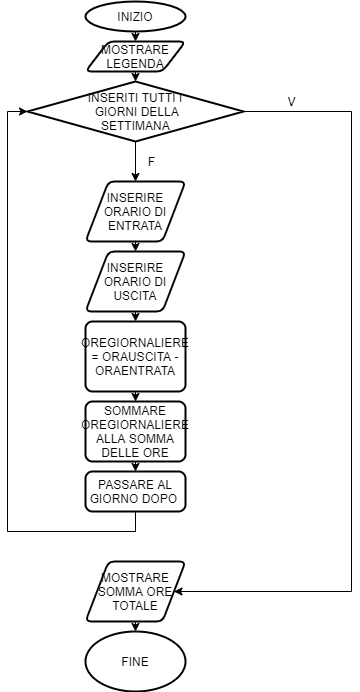 INIZIO
MOSTRARE
LEGENDA
INSERITI TUTTI I
GIORNI DELLA
SETTIMANA
V
F
INSERIRE
ORARIO DI
ENTRATA
INSERIRE
ORARIO DI
USCITA
OREGIORNALIERE
= ORAUSCITA -
ORAENTRATA
SOMMARE
OREGIORNALIERE
ALLA SOMMA
DELLE ORE
PASSARE AL
GIORNO DOPO
MOSTRARE
SOMMA ORE
TOTALE
FINE